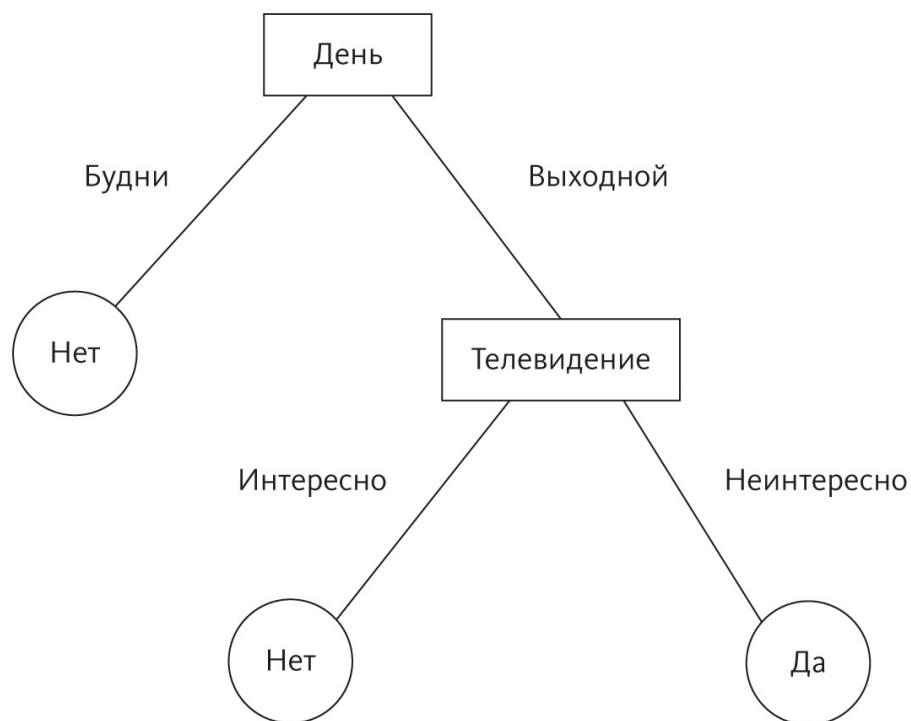 День
Будни
Выходной
Нет
Телевидение
Интересно
Неинтересно
Нет
Да